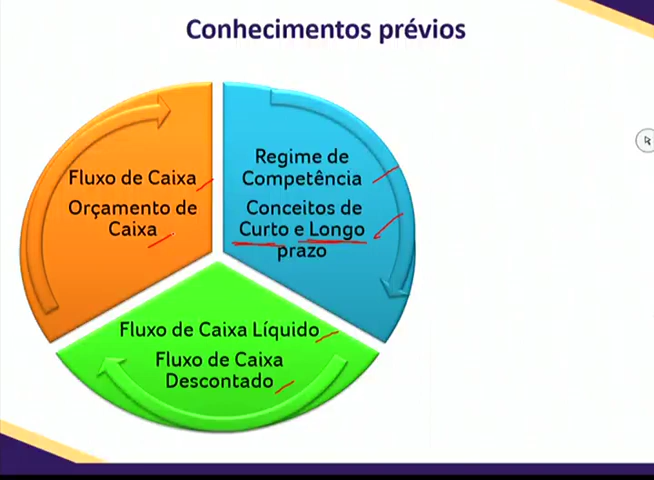 Conhecimentos prévios
Fluxo de Caixa
Orçamento de
Caixa
Regime de
Competência
Conceitos de
Curto e Longo
prazo
Fluxo de Caixa Líquido
Fluxo de Caixa
Descontado